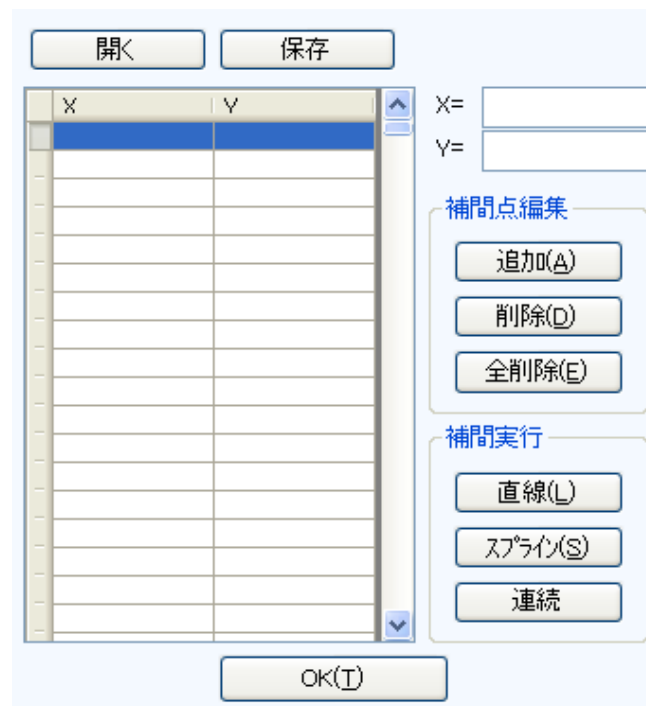 開く 保存
X Y
X=
Y=
補間点編集
追加(A)
削除(D)
全削除(E)
補間実行
直線(L)
スプライン(S)
連続
OK(T)